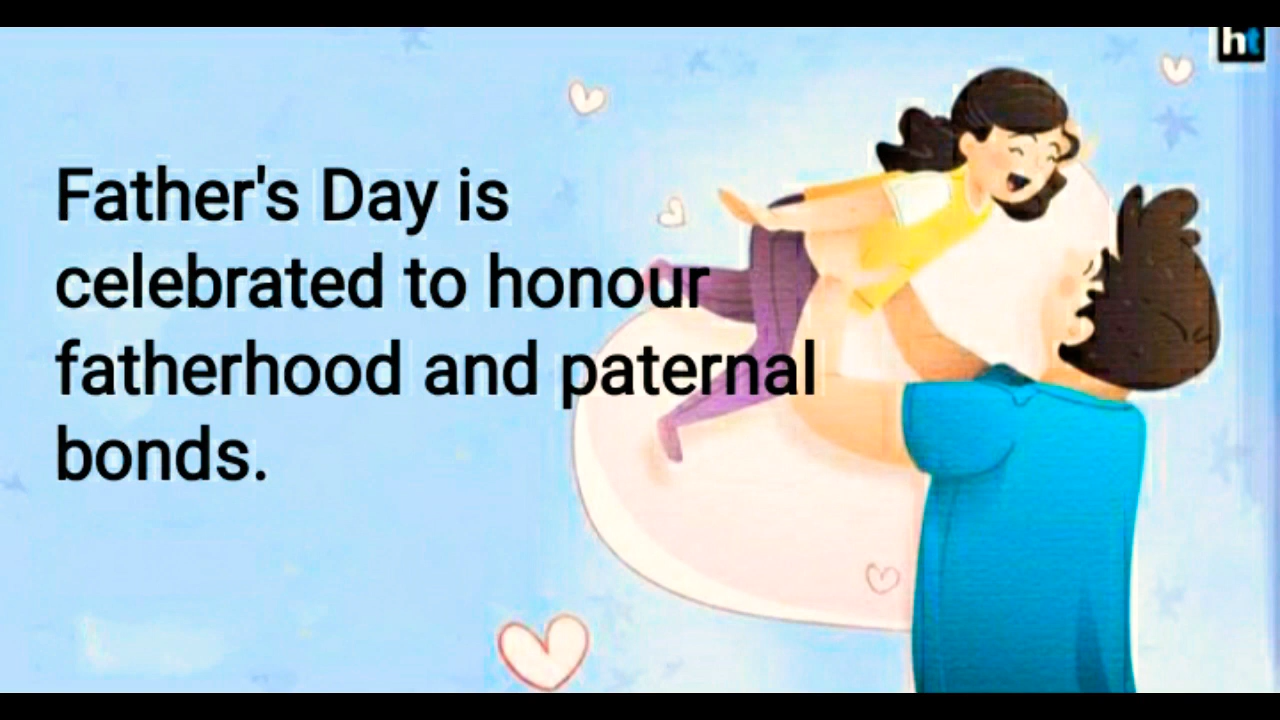 ht
Father's Day is
celebrated to honour
fatherhood and paternal
bonds.